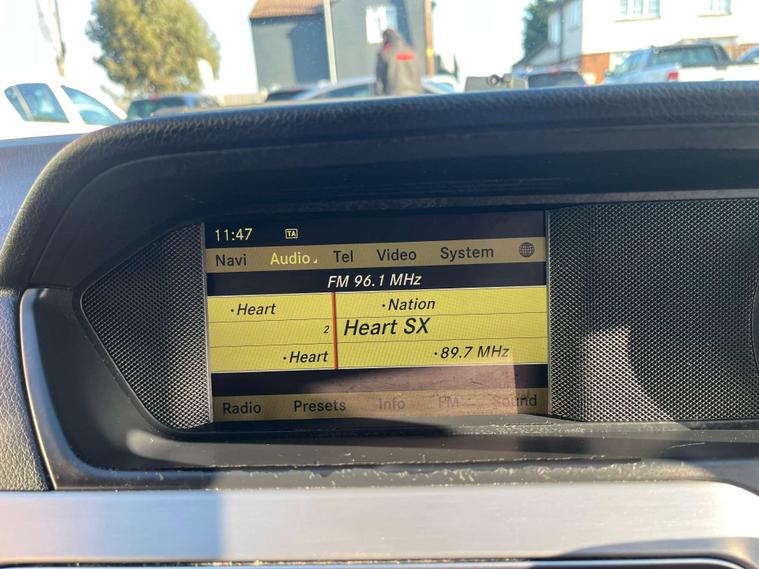 11:47 TA
Navi Audio Tel Video System
FM 96.1 MHz
·Heart ·Nation
2 Heart SX
·Heart ·89.7 MHz
Radio Presets Info FM Sound